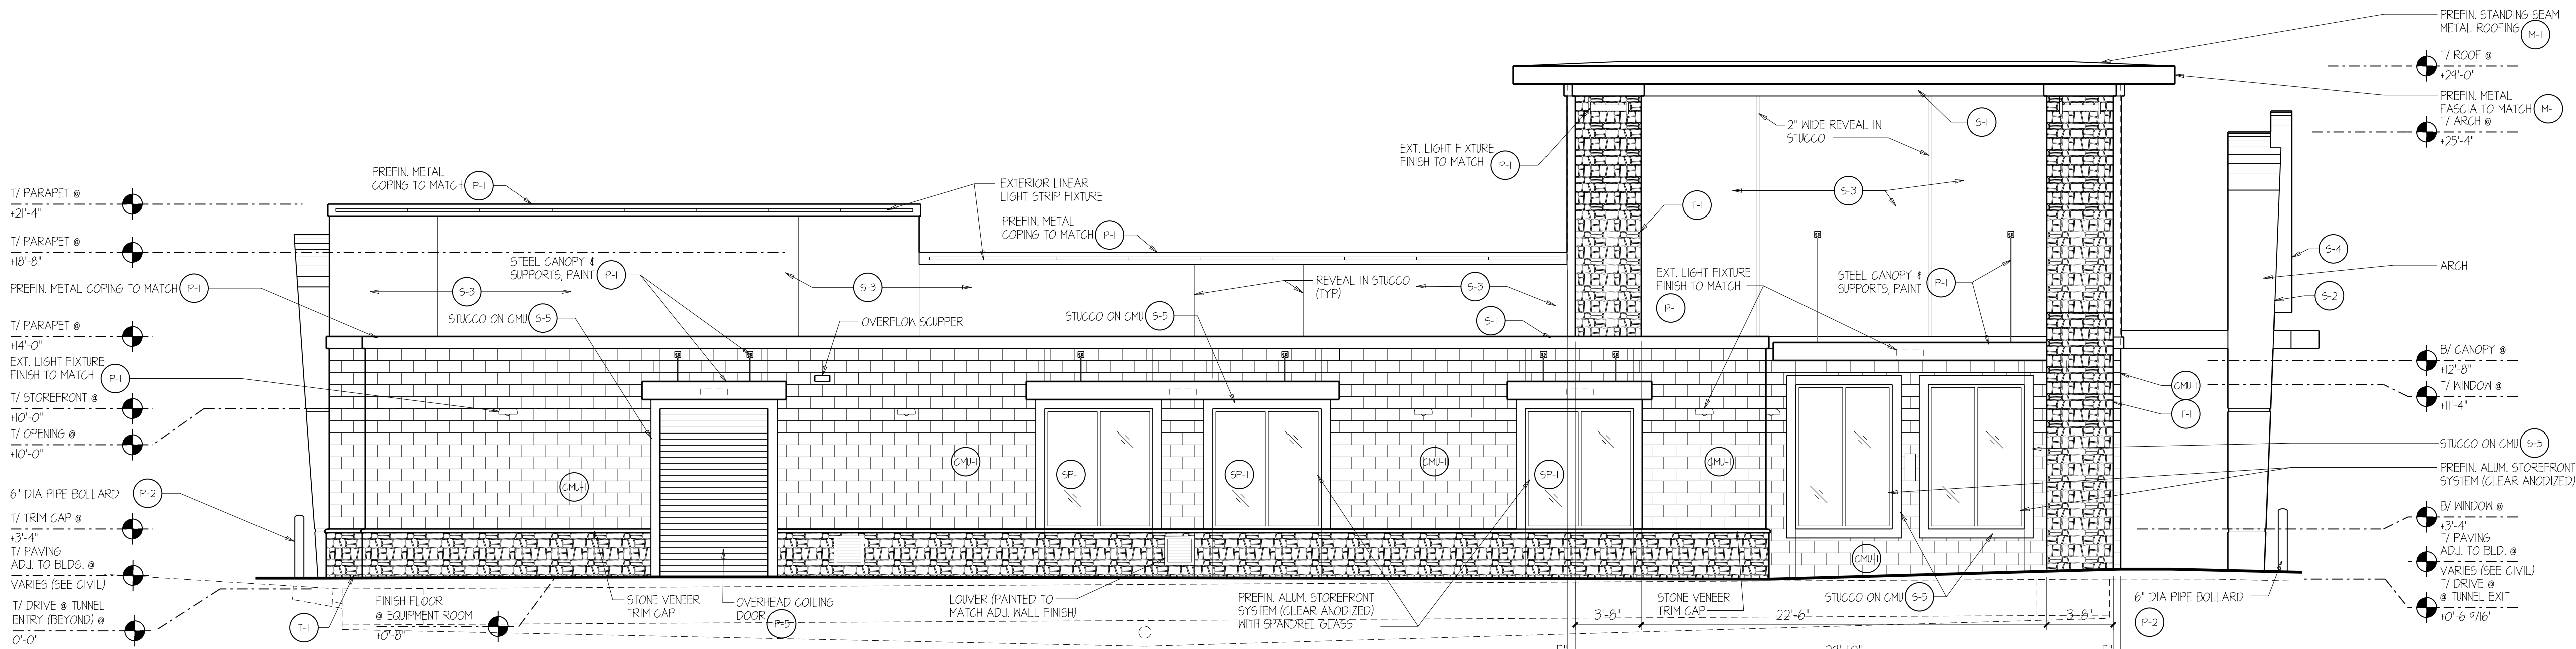 PREFIN. STANDING SEAM
METAL ROOFING M-1
T/ ROOF @
+29'-0"
PREFIN. METAL
FASCIA TO MATCH M-1
T/ ARCH @
+25'-4"
S-1
2" WIDE REVEAL IN
STUCCO
EXT. LIGHT FIXTURE
FINISH TO MATCH P-1
PREFIN. METAL
COPING TO MATCH P-1
EXTERIOR LINEAR
LIGHT STRIP FIXTURE
S-3
T-1
T/ PARAPET @
+21'-4"
PREFIN. METAL
COPING TO MATCH P-1
T/ PARAPET @
+18'-8"
S-4
STEEL CANOPY &
SUPPORTS, PAINT P-1
EXT. LIGHT FIXTURE
FINISH TO MATCH
P-1
STEEL CANOPY &
SUPPORTS, PAINT P-1
ARCH
PREFIN. METAL COPING TO MATCH P-1
S-3
S-3
REVEAL IN STUCCO
(TYP)
S-3
S-2
STUCCO ON CMU S-5
OVERFLOW SCUPPER
STUCCO ON CMU S-5
S-1
T/ PARAPET @
+14'-0"
EXT. LIGHT FIXTURE
FINISH TO MATCH P-1
B/ CANOPY @
+12'-8"
CMU-1
T/ WINDOW @
+11'-4"
T-1
T/ STOREFRONT @
+10'-0"
T/ OPENING @
+10'-0"
STUCCO ON CMU S-5
CMU-1
CMU-1
CMU-1
CMU-1
SP-1
SP-1
SP-1
PREFIN. ALUM. STOREFRONT
SYSTEM (CLEAR ANODIZED)
6" DIA PIPE BOLLARD P-2
T/ TRIM CAP @
+3'-4"
B/ WINDOW @
+3'-4"
T/ PAVING
ADJ. TO BLDG. @
VARIES (SEE CIVIL)
CMU-1
T/ PAVING
ADJ. TO BLD. @
VARIES (SEE CIVIL)
T/ DRIVE @ TUNNEL
ENTRY (BEYOND) @
0'-0"
T-1
FINISH FLOOR
@ EQUIPMENT ROOM
+0'-8"
STONE VENEER
TRIM CAP
OVERHEAD COILING
DOOR P-5
LOUVER (PAINTED TO
MATCH ADJ. WALL FINISH)
PREFIN. ALUM. STOREFRONT
SYSTEM (CLEAR ANODIZED)
WITH SPANDREL GLASS
STONE VENEER
TRIM CAP
STUCCO ON CMU S-5
6" DIA PIPE BOLLARD
P-2
T/ DRIVE @
@ TUNNEL EXIT
+0'-6 9/16"
3'-8"
22'-6"
3'-8"
5"
29'-10"
5"